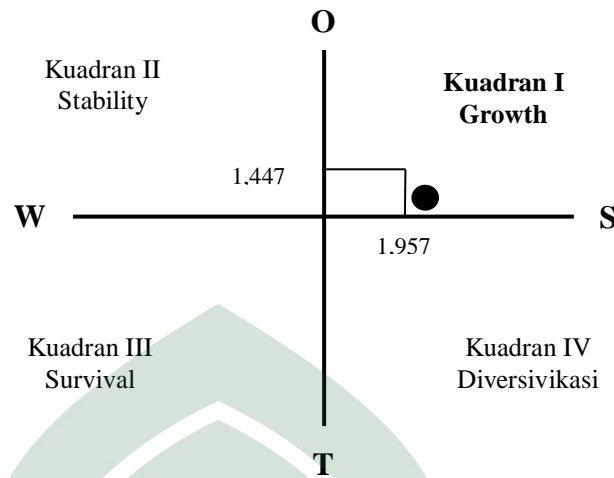 O
Kuadran II
Stability
Kuadran I
Growth
1,447
W
S
1,957
Kuadran III
Survival
Kuadran IV
Diversivikasi
T